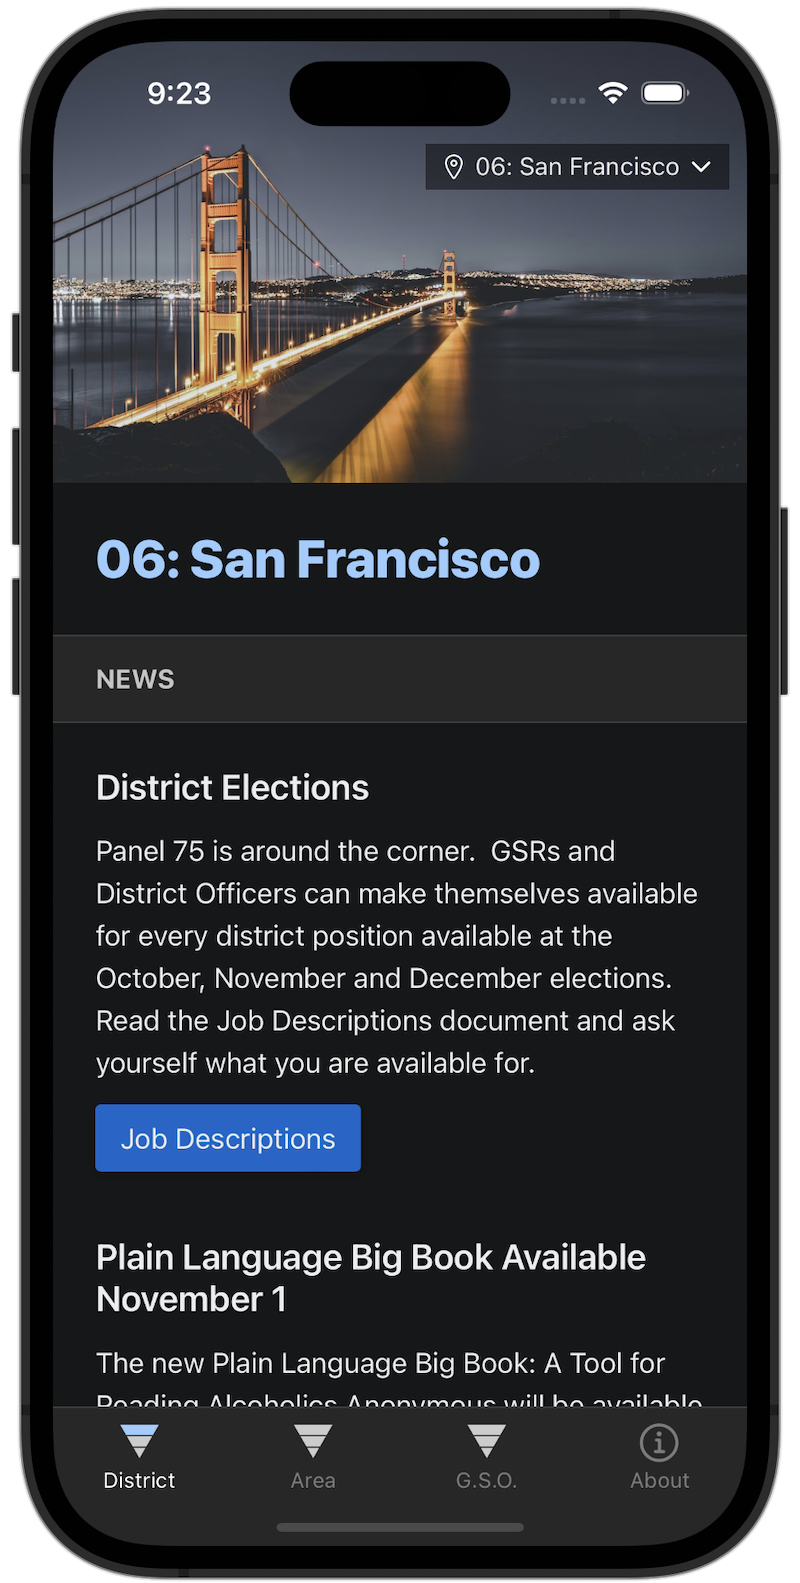 9:23
06: San Francisco
06: San Francisco
NEWS
District Elections
Panel 75 is around the corner.  GSRs and
District Officers can make themselves available
for every district position available at the
October, November and December elections.
Read the Job Descriptions document and ask
yourself what you are available for.
Job Descriptions
Plain Language Big Book Available
November 1
The new Plain Language Big Book: A Tool for
Reading Alcoholics Anonymous will be available
District
Area
G.S.O.
About